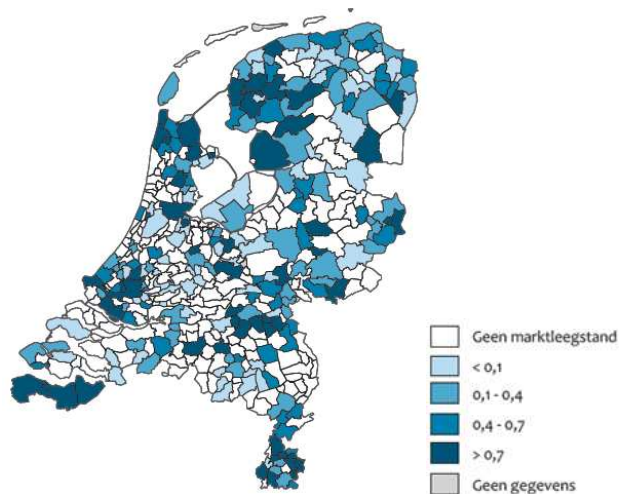 Geen marktleegstand
< 0,1
0,1 - 0,4
0,4 - 0,7
> 0,7
Geen gegevens